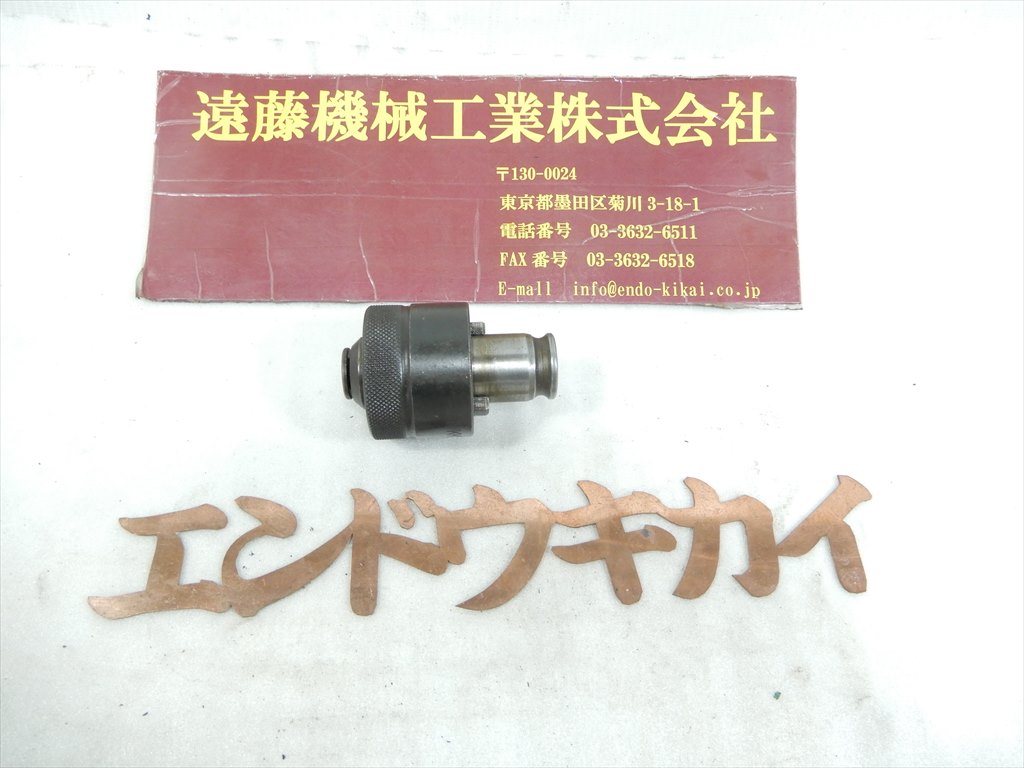 遠藤機械工業株式会社
〒130-0024
東京都墨田区菊川 3-18-1
電話番号 03-3632-6511
FAX 番号 03-3632-6518
E-mail info@endo-kikai.co.jp
エンドウキカイ